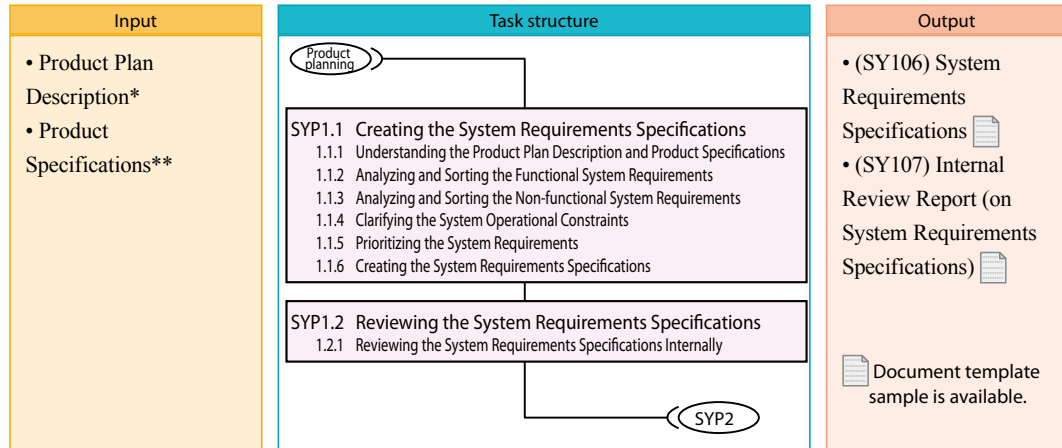 Input
• Product Plan
Description*
• Product
Specifications**
Task structure
Product
planning
SYP1.1 Creating the System Requirements Specifications
1.1.1 Understanding the Product Plan Description and Product Specifications
1.1.2 Analyzing and Sorting the Functional System Requirements
1.1.3 Analyzing and Sorting the Non-functional System Requirements
1.1.4 Clarifying the System Operational Constraints
1.1.5 Prioritizing the System Requirements
1.1.6 Creating the System Requirements Specifications
SYP1.2 Reviewing the System Requirements Specifications
1.2.1 Reviewing the System Requirements Specifications Internally
SYP2
Output
• (SY106) System
Requirements
Specifications
• (SY107) Internal
Review Report (on
System Requirements
Specifications)
Document template
sample is available.